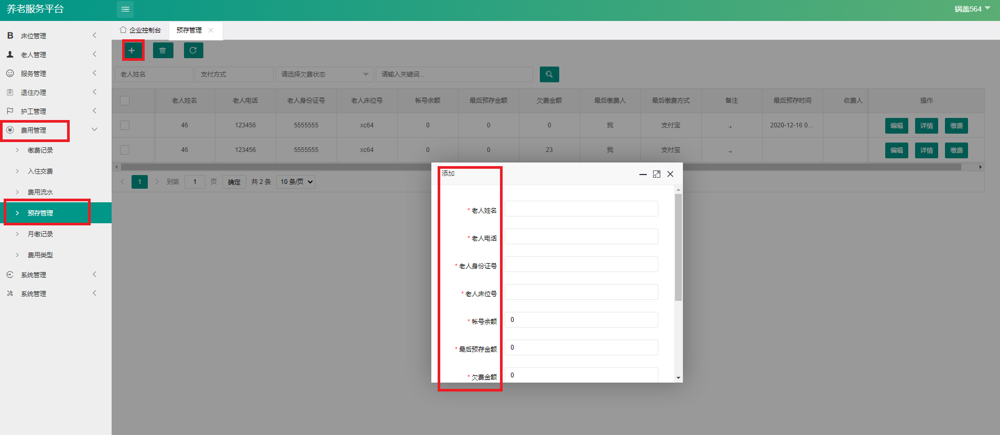 养老服务平台
锅盖564
B 床位管理
老人管理
服务管理
退住办理
护工管理
费用管理
缴费记录
入住交费
费用流水
预存管理
月缴记录
费用类型
系统管理
系统管理
企业控制台 预存管理
老人姓名 支付方式 请选择欠费状态 请输入关键词...
老人姓名 老人电话 老人身份证号 老人床位号 帐号余额 最后预存金额 欠费金额 最后缴费人 最后缴费方式 备注 最后预存时间 收费人 操作
46 123456 5555555 xc64 0 0 0 我 支付宝 .。 2020-12-16 0... 编辑 详情 缴费
46 123456 5555555 xc64 0 0 23 我 支付宝 .。 编辑 详情 缴费
1 到第 1 页 确定 共 2 条 10 条/页
添加
* 老人姓名
* 老人电话
* 老人身份证号
* 老人床位号
* 帐号余额 0
* 最后预存金额 0
* 欠费金额 0